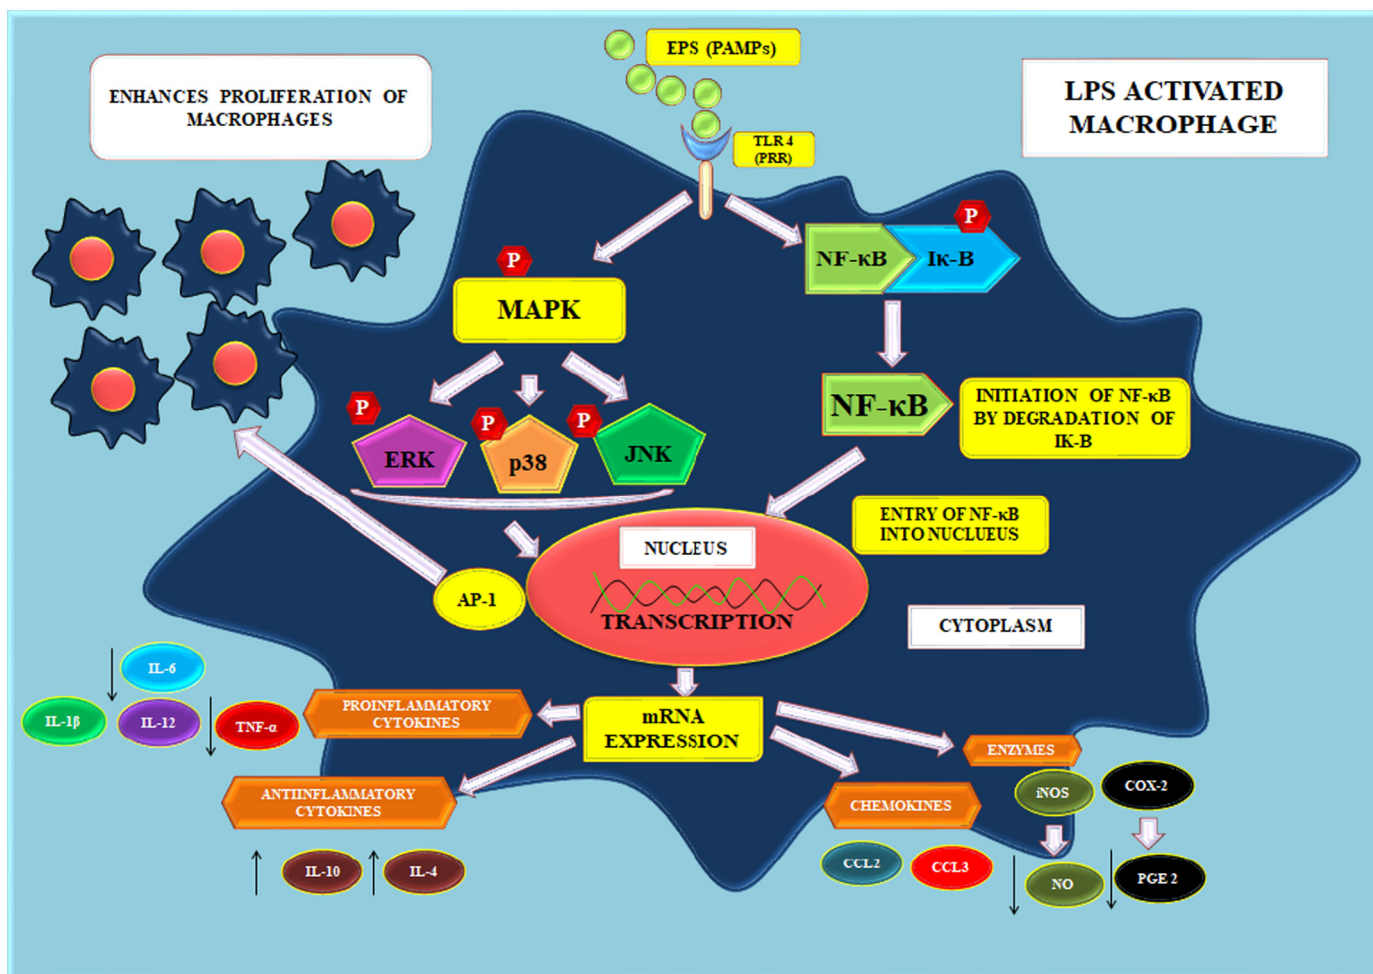 EPS (PAMPs)
ENHANCES PROLIFERATION OF
MACROPHAGES
LPS ACTIVATED
MACROPHAGE
TLR 4
(PRR)
P
NF-κB
Iκ-B
P
MAPK
P
ERK
P
p38
P
JNK
NF-κB
INITIATION OF NF-κB
BY DEGRADATION OF
IK-B
ENTRY OF NF-κB
INTO NUCLUEUS
NUCLEUS
TRANSCRIPTION
AP-1
CYTOPLASM
IL-6
IL-1β
IL-12
TNF-α
PROINFLAMMATORY
CYTOKINES
mRNA
EXPRESSION
ENZYMES
iNOS
COX-2
ANTIINFLAMMATORY
CYTOKINES
CHEMOKINES
IL-10
IL-4
CCL2
CCL3
NO
PGE 2